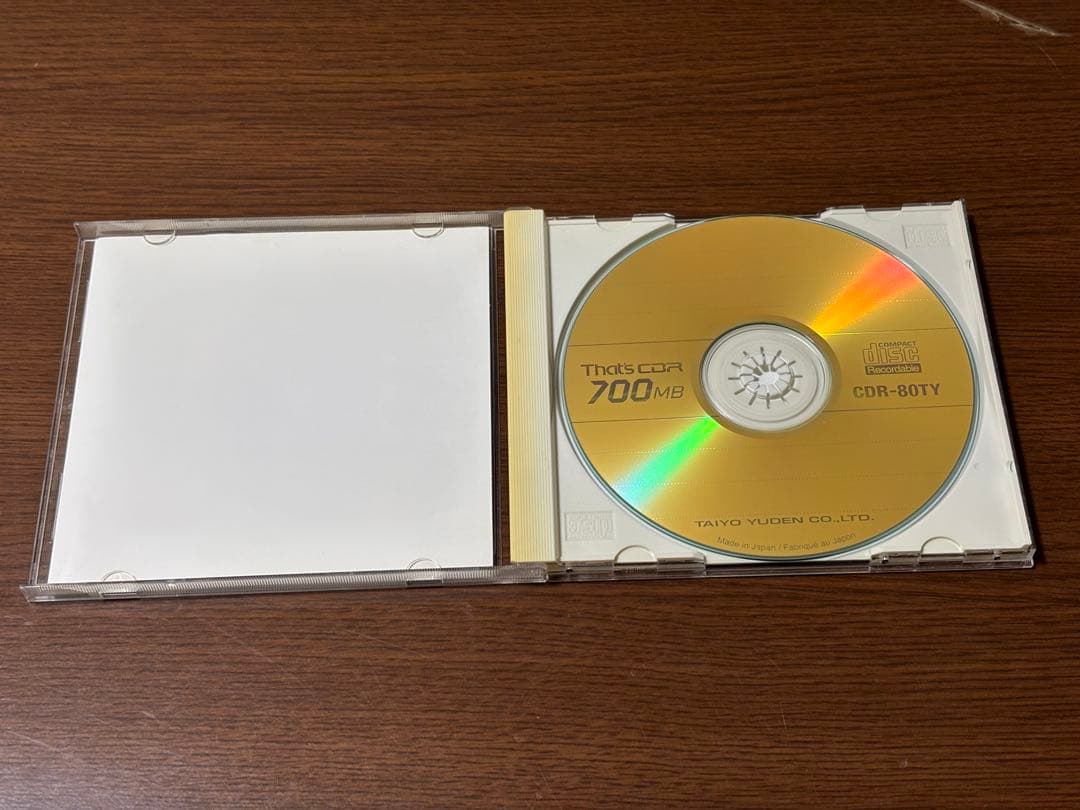 That's CDR
700MB
COMPACT
disc
Recordable
CDR-80TY
TAIYO YUDEN CO.,LTD.
Made in Japan / Fabriqué au Japon